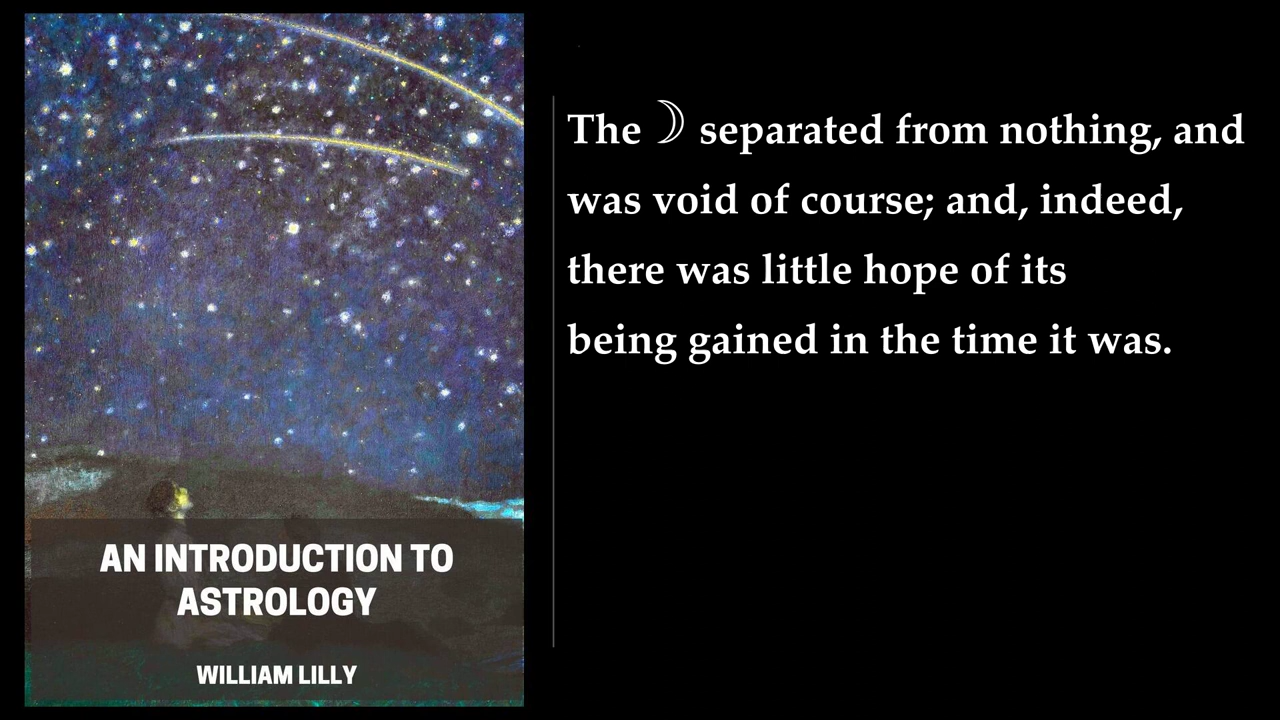 The ☽ separated from nothing, and
was void of course; and, indeed,
there was little hope of its
being gained in the time it was.
AN INTRODUCTION TO
ASTROLOGY
WILLIAM LILLY